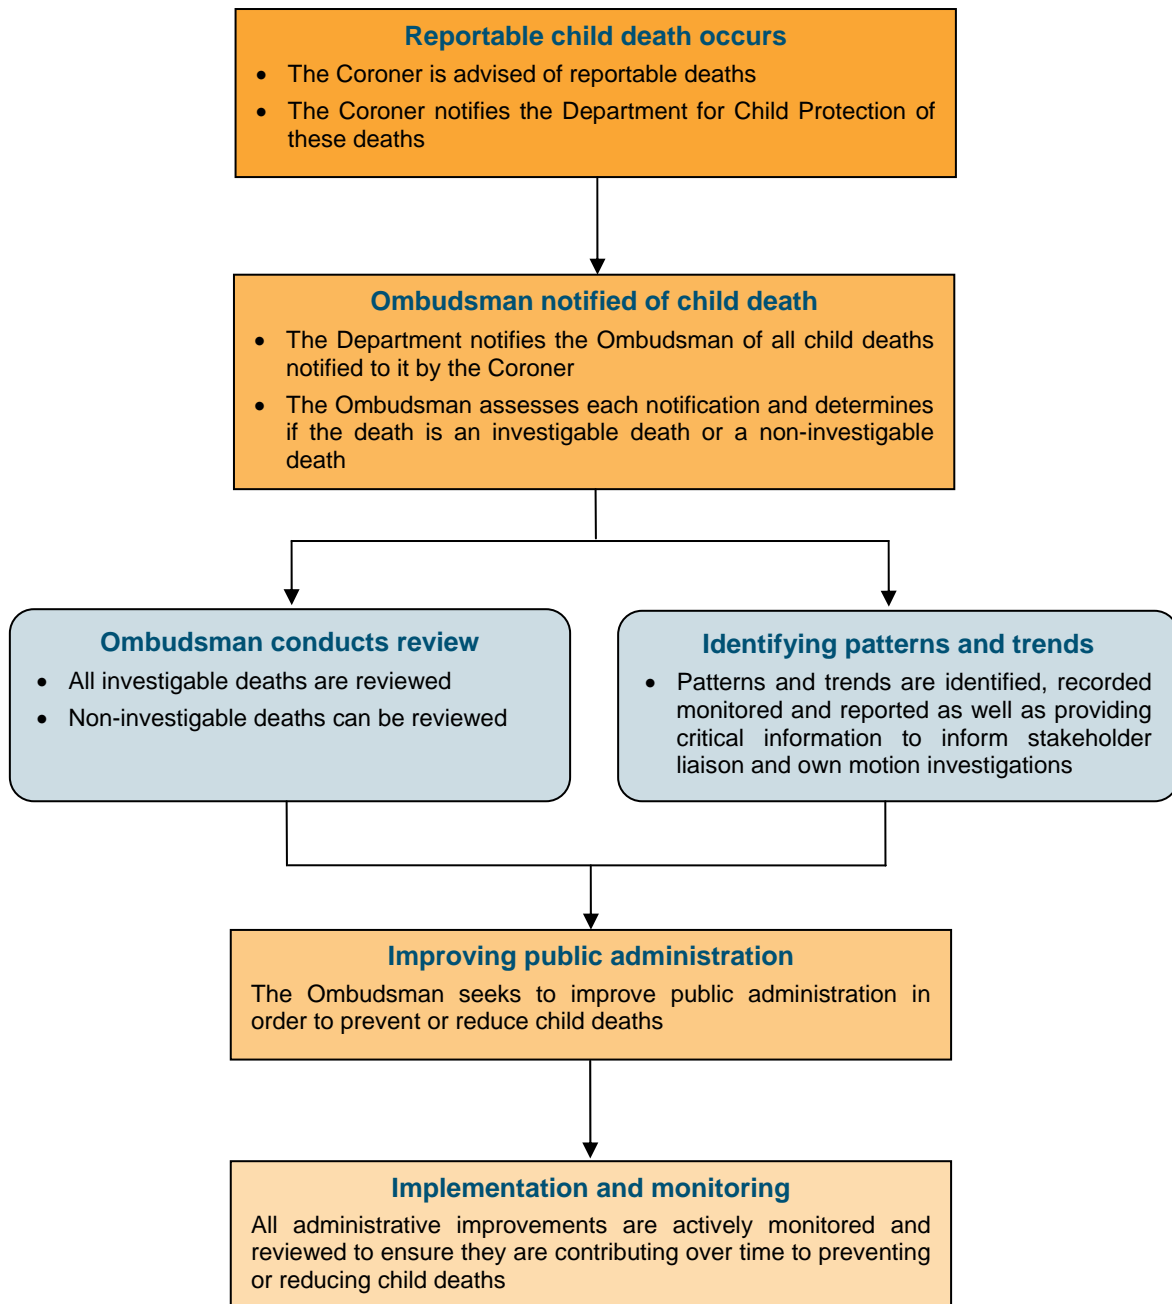 Reportable child death occurs
• The Coroner is advised of reportable deaths
• The Coroner notifies the Department for Child Protection of
these deaths
Ombudsman notified of child death
• The Department notifies the Ombudsman of all child deaths
notified to it by the Coroner
• The Ombudsman assesses each notification and determines
if the death is an investigable death or a non-investigable
death
Ombudsman conducts review
• All investigable deaths are reviewed
• Non-investigable deaths can be reviewed
Identifying patterns and trends
• Patterns and trends are identified, recorded
monitored and reported as well as providing
critical information to inform stakeholder
liaison and own motion investigations
Improving public administration
The Ombudsman seeks to improve public administration in
order to prevent or reduce child deaths
Implementation and monitoring
All administrative improvements are actively monitored and
reviewed to ensure they are contributing over time to preventing
or reducing child deaths